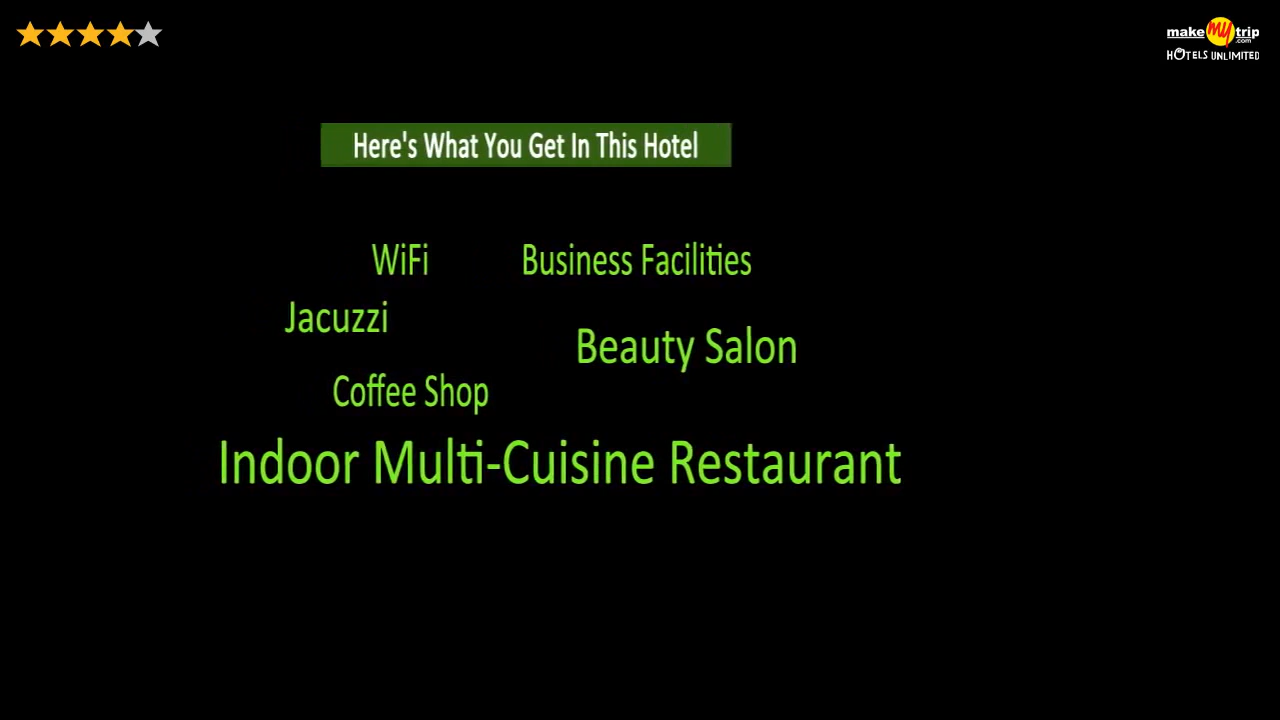 make my trip
.com
HOTELS UNLIMITED
Here's What You Get In This Hotel
WiFi
Business Facilities
Jacuzzi
Beauty Salon
Coffee Shop
Indoor Multi-Cuisine Restaurant